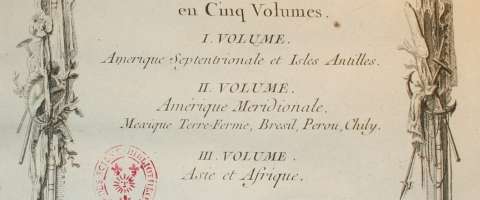 en Cinq Volumes.
I. VOLUME.
Amerique Septentrionale et Isles Antilles.
II. VOLUME.
Amérique Meridionale,
Mexique Terre-Ferme, Bresil, Perou, Chily.
III. VOLUME.
Asie et Afrique.